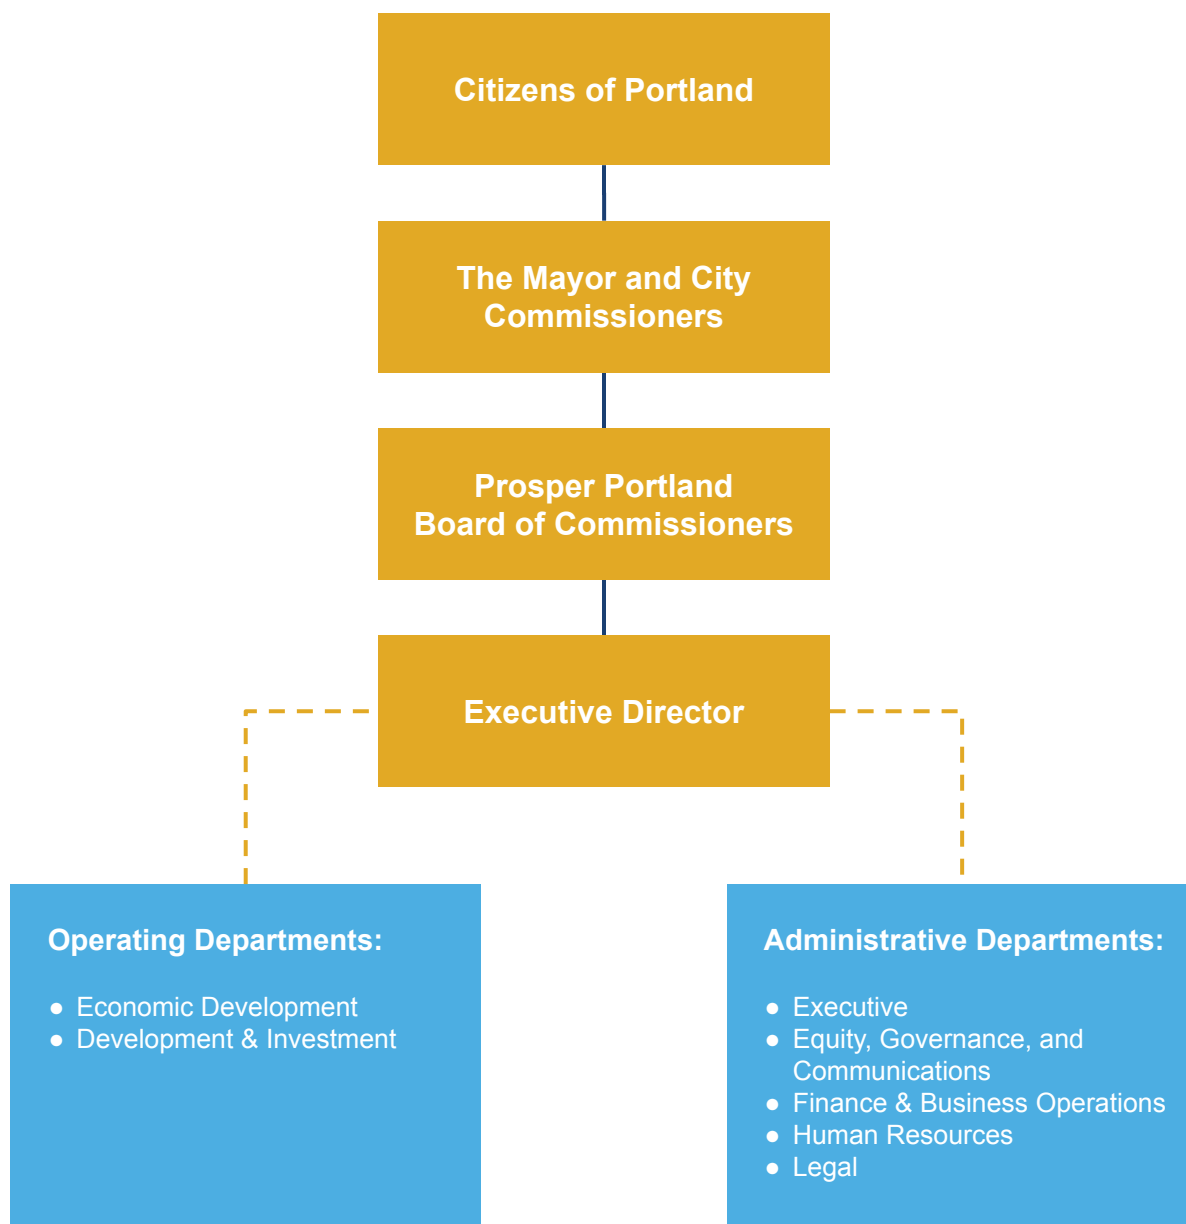 Citizens of Portland
The Mayor and City
Commissioners
Prosper Portland
Board of Commissioners
Executive Director
Operating Departments:
● Economic Development
● Development & Investment
Administrative Departments:
● Executive
● Equity, Governance, and
Communications
● Finance & Business Operations
● Human Resources
● Legal